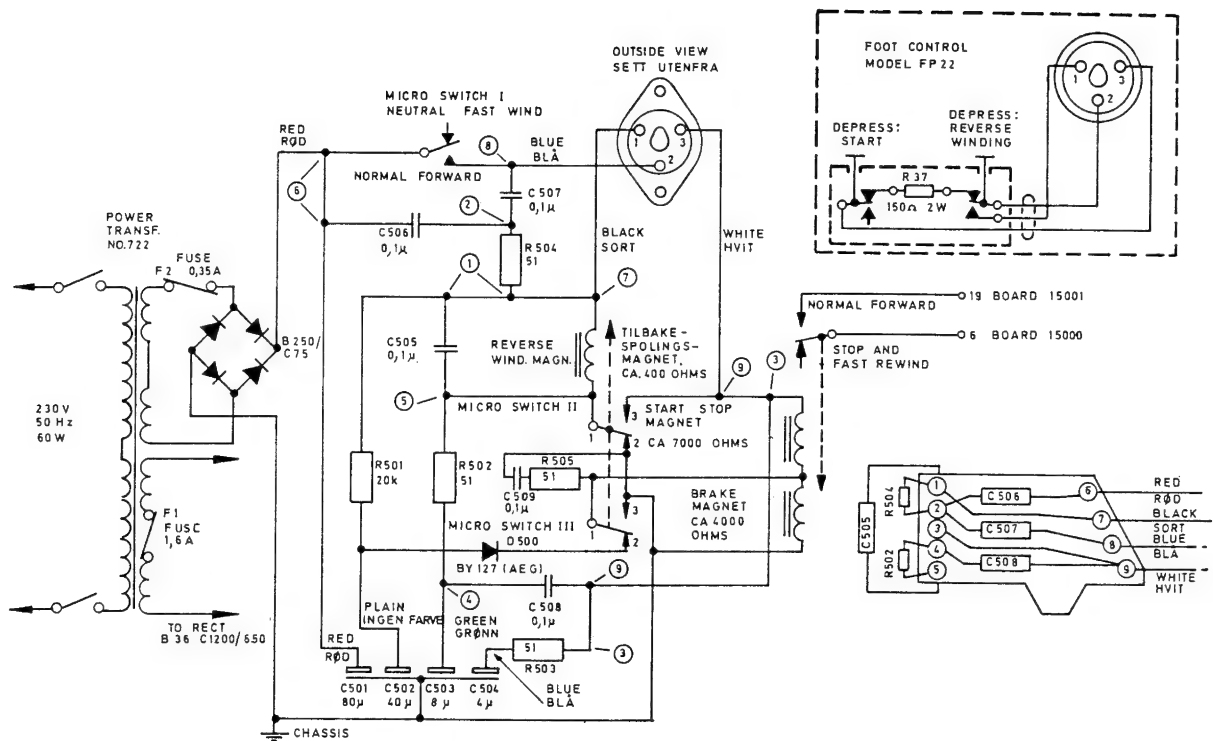 OUTSIDE VIEW
SETT UTENFRA
FOOT CONTROL
MODEL FP22
1
3
2
DEPRESS:
START
DEPRESS:
REVERSE
WINDING
R 37
150Ω 2W
MICRO SWITCH I
NEUTRAL FAST WIND
RED
RØD
NORMAL FORWARD
8
BLUE
BLÅ
1
3
2
6
2
C507
0,1µ
C506
0,1µ
R504
51
BLACK
SORT
WHITE
HVIT
POWER
TRANSF.
NO.722
FUSE
F2 0,35A
B250/
C75
1
7
NORMAL FORWARD
19 BOARD 15001
6 BOARD 15000
STOP AND
FAST REWIND
C505
0,1µ
REVERSE
WIND. MAGN.
TILBAKE-
SPOLINGS-
MAGNET,
CA. 400 OHMS
9
3
5
MICRO SWITCH II
3
START STOP
MAGNET
1
2
CA 7000 OHMS
230V
50 Hz
60W
R501
20k
R502
51
R505
51
C509
0,1µ
BRAKE
MAGNET
CA 4000
OHMS
F1
FUSC
1,6A
MICRO SWITCH III
3
1
2
D500
BY127 (AEG)
9
C508
0,1µ
4
PLAIN
INGEN FARVE
GREEN
GRØNN
TO RECT
B 36 C1200/650
RED
RØD
51
R503
3
BLUE
BLÅ
C501
80µ
C502
40µ
C503
8µ
C504
4µ
CHASSIS
C505
R504
R502
1
2
3
4
5
C506
C507
C508
6
7
8
9
RED
RØD
BLACK
SORT
BLUE
BLÅ
WHITE
HVIT